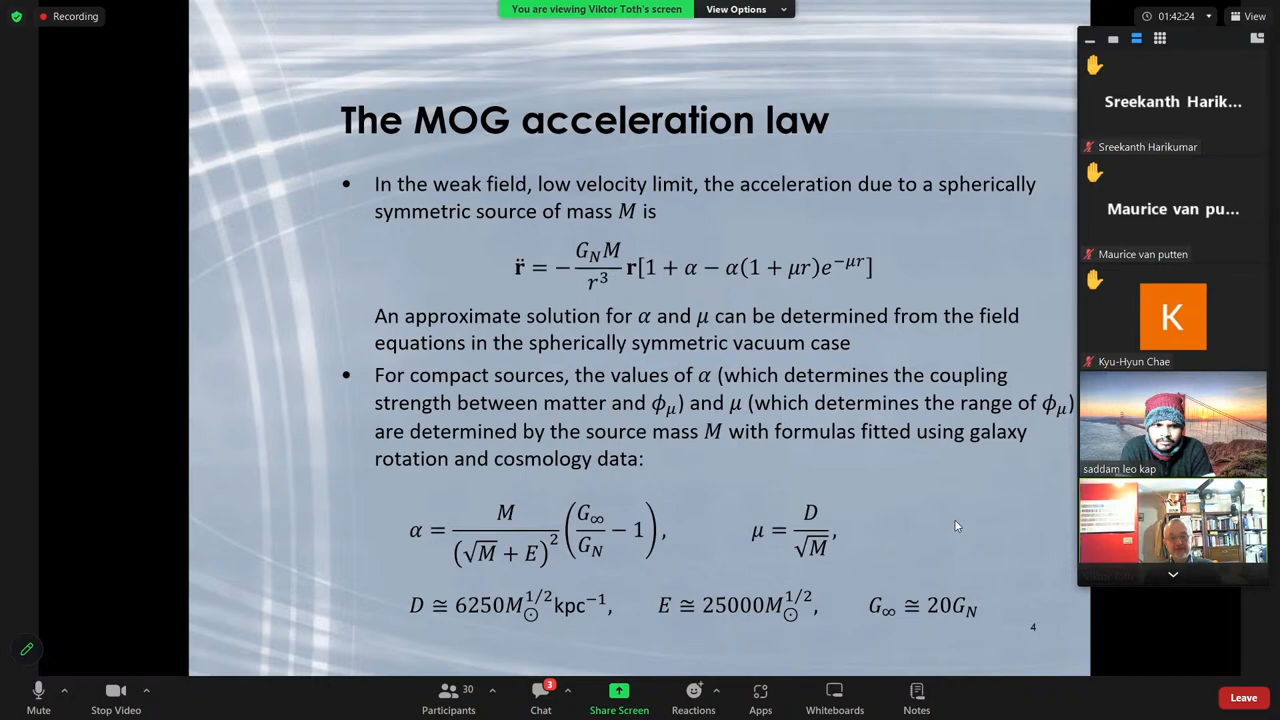 Recording
You are viewing Viktor Toth's screen
View Options
01:42:24
View
The MOG acceleration law
• In the weak field, low velocity limit, the acceleration due to a spherically
symmetric source of mass M is
r̈ = − G_N M / r³ r[1 + α − α(1 + μr)e^{−μr}]
An approximate solution for α and μ can be determined from the field
equations in the spherically symmetric vacuum case
• For compact sources, the values of α (which determines the coupling
strength between matter and ϕ_μ) and μ (which determines the range of ϕ_μ)
are determined by the source mass M with formulas fitted using galaxy
rotation and cosmology data:
α = M / (√M + E)² (G_∞ / G_N − 1), μ = D / √M,
D ≅ 6250M_⊙^{1/2}kpc⁻¹, E ≅ 25000M_⊙^{1/2}, G_∞ ≅ 20G_N
4
Sreekanth Harik...
Sreekanth Harikumar
Maurice van pu...
Maurice van putten
K
Kyu-Hyun Chae
saddam leo kap
Viktor Toth
Mute
Stop Video
30
Participants
3
Chat
Share Screen
Reactions
Apps
Whiteboards
Notes
Leave